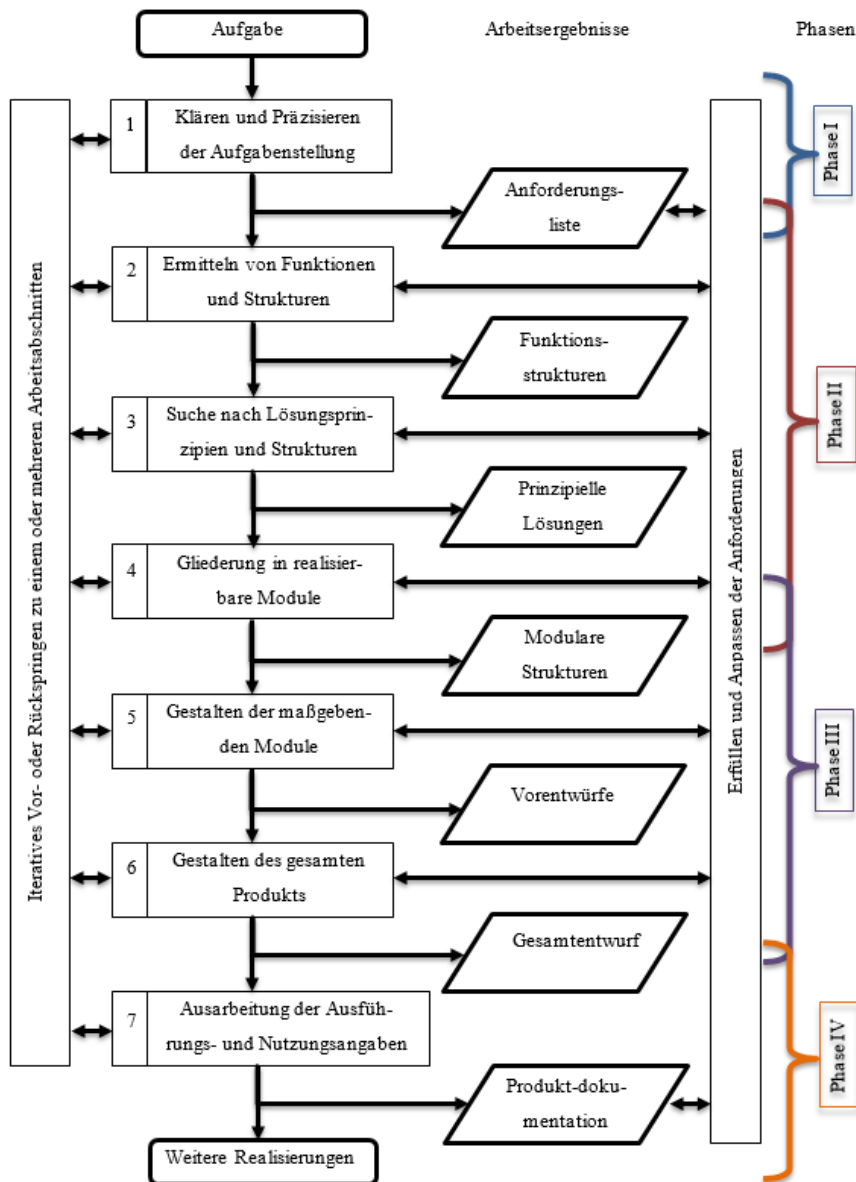 Aufgabe
Arbeitsergebnisse
Phasen
1
Klären und Präzisieren
der Aufgabenstellung
Phase I
Anforderungs-
liste
2
Ermitteln von Funktionen
und Strukturen
Funktions-
strukturen
Phase II
3
Suche nach Lösungsprin-
zipien und Strukturen
Prinzipielle
Lösungen
4
Gliederung in realisier-
bare Module
Modulare
Strukturen
5
Gestalten der maßgeben-
den Module
Phase III
Vorentwürfe
6
Gestalten des gesamten
Produkts
Gesamtentwurf
7
Ausarbeitung der Ausfüh-
rungs- und Nutzungsangaben
Phase IV
Produkt-doku-
mentation
Weitere Realisierungen
Iteratives Vor- oder Rückspringen zu einem oder mehreren Arbeitsabschnitten
Erfüllen und Anpassen der Anforderungen